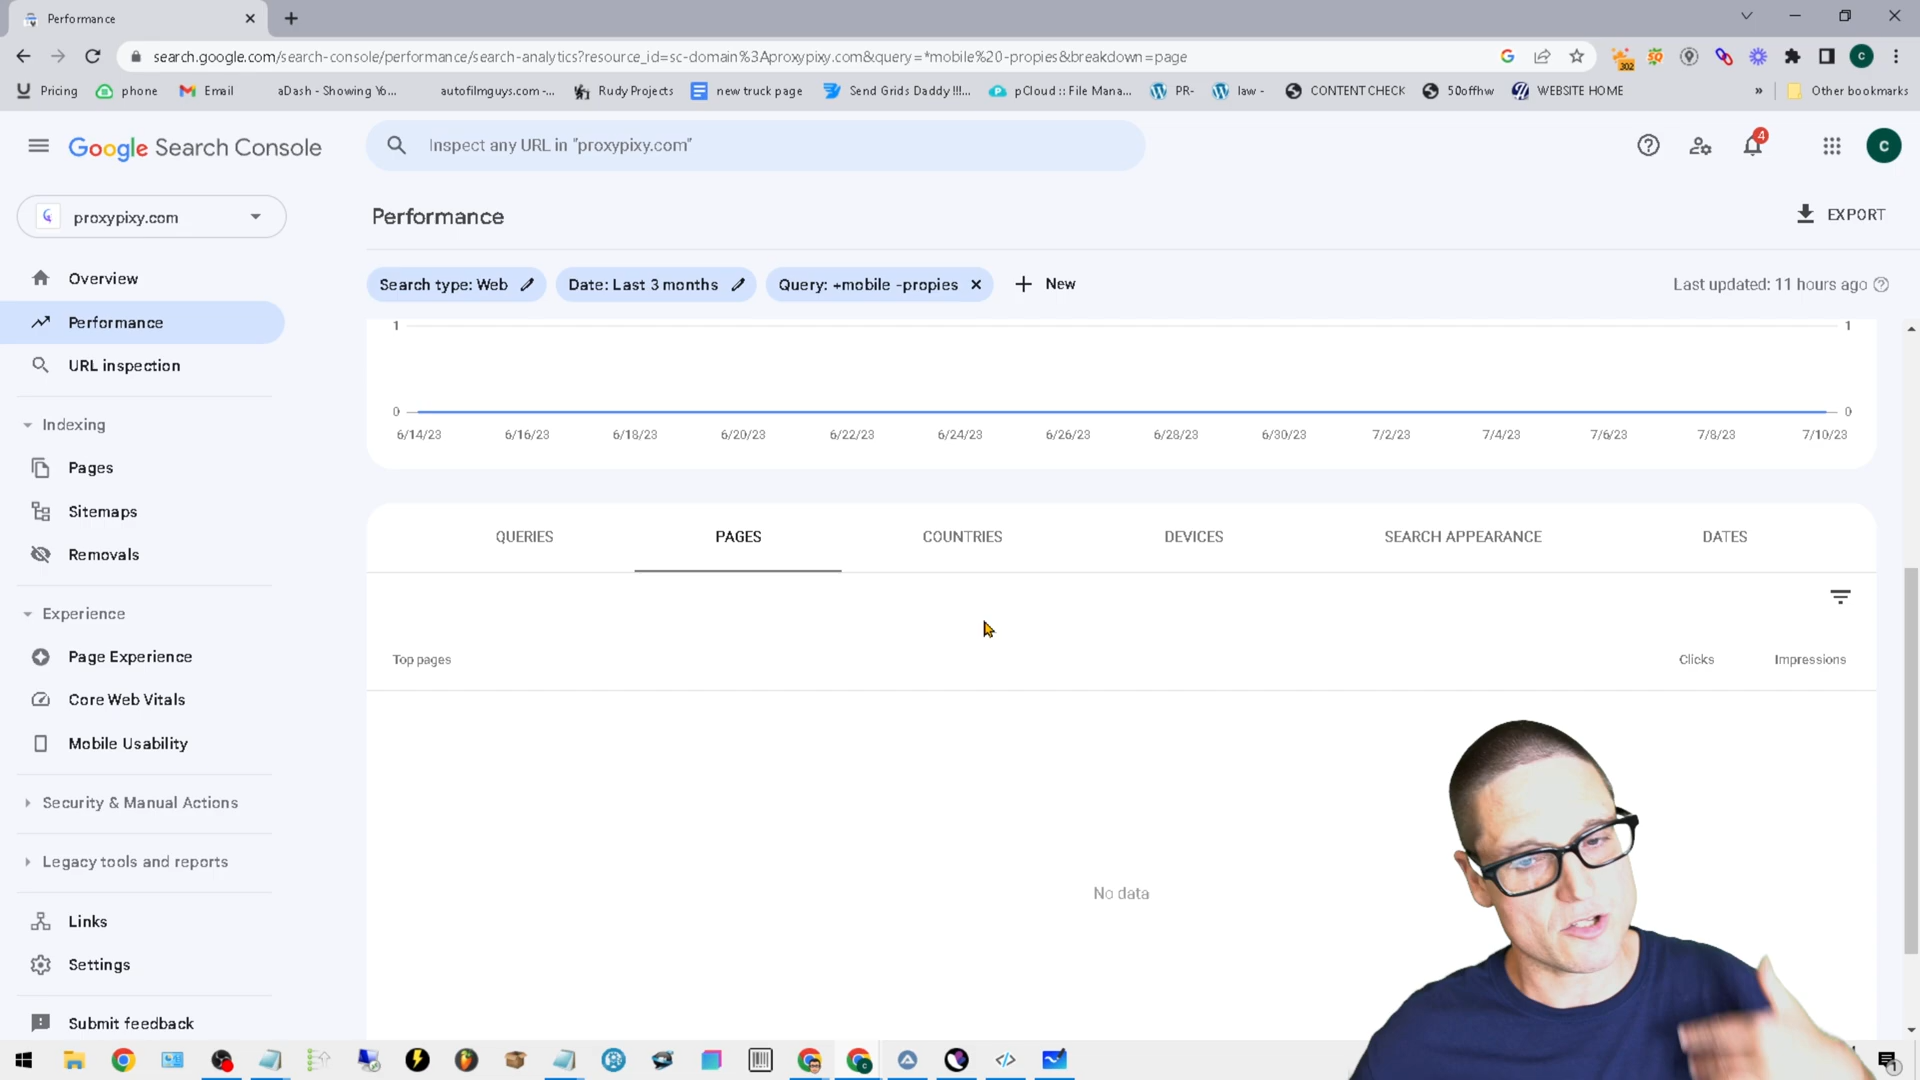 Performance
search.google.com/search-console/performance/search-analytics?resource_id=sc-domain%3Aproxypixy.com&query=*mobile%20-propies&breakdown=page
302
C
Pricing
phone
Email
aDash - Showing Yo...
autofilmguys.com -...
Rudy Projects
new truck page
Send Grids Daddy !!!...
pCloud :: File Mana...
PR-
law -
CONTENT CHECK
50offhw
WEBSITE HOME
»
Other bookmarks
Google Search Console
Inspect any URL in "proxypixy.com"
4
C
proxypixy.com
Performance
EXPORT
Overview
Search type: Web
Date: Last 3 months
Query: +mobile -propies
New
Last updated: 11 hours ago
Performance
URL inspection
1
1
0
0
6/14/23
6/16/23
6/18/23
6/20/23
6/22/23
6/24/23
6/26/23
6/28/23
6/30/23
7/2/23
7/4/23
7/6/23
7/8/23
7/10/23
Indexing
Pages
Sitemaps
Removals
QUERIES
PAGES
COUNTRIES
DEVICES
SEARCH APPEARANCE
DATES
Experience
Page Experience
Core Web Vitals
Mobile Usability
Top pages
Clicks
Impressions
Security & Manual Actions
Legacy tools and reports
No data
Links
Settings
Submit feedback
1